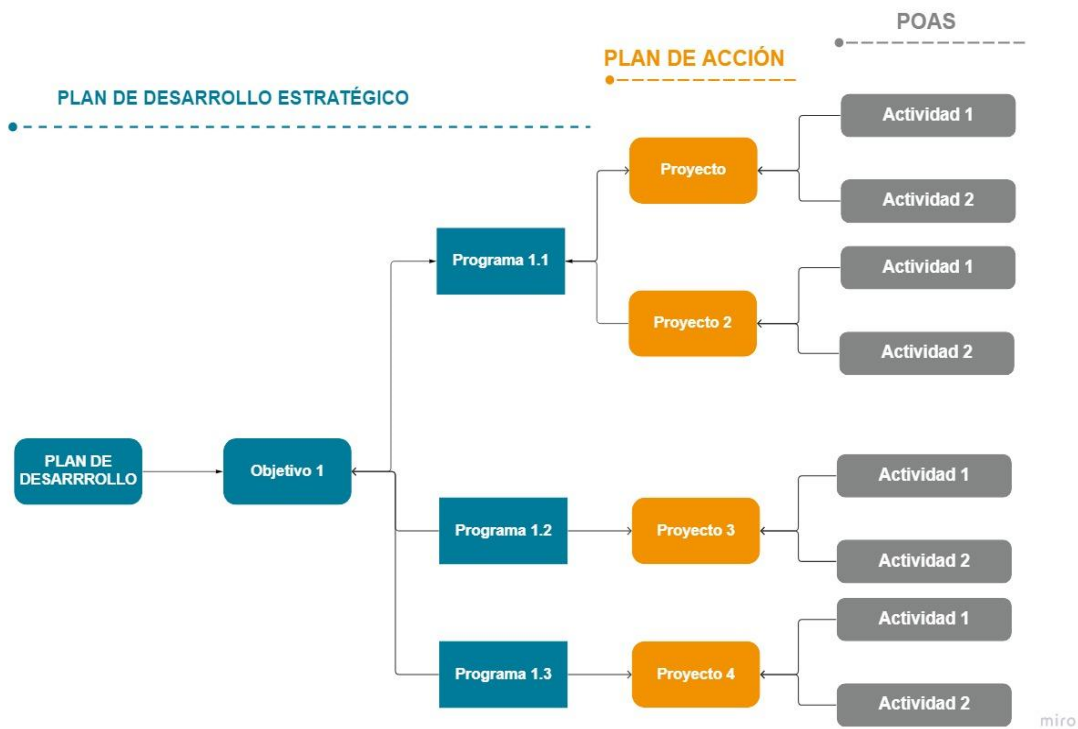 POAS
PLAN DE ACCIÓN
PLAN DE DESARROLLO ESTRATÉGICO
Actividad 1
Proyecto
Actividad 2
Programa 1.1
Actividad 1
Proyecto 2
Actividad 2
PLAN DE
DESARRROLLO
Objetivo 1
Actividad 1
Programa 1.2
Proyecto 3
Actividad 2
Actividad 1
Programa 1.3
Proyecto 4
Actividad 2
miro